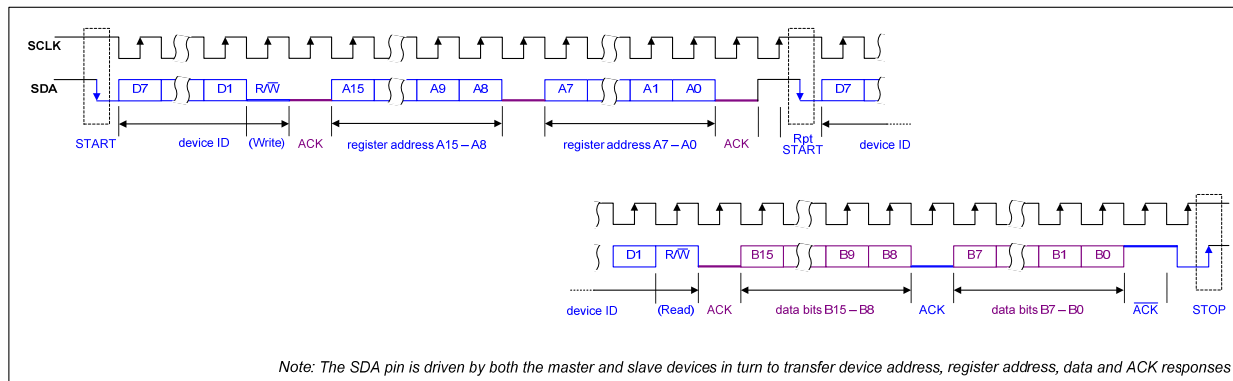 SCLK
SDA D7 D1 R/W̅ A15 A9 A8 A7 A1 A0 D7
START device ID (Write) ACK register address A15 – A8 register address A7 – A0 ACK Rpt START device ID
D1 R/W̅ B15 B9 B8 B7 B1 B0
device ID (Read) ACK data bits B15 – B8 ACK data bits B7 – B0 A̅C̅K̅ STOP
Note: The SDA pin is driven by both the master and slave devices in turn to transfer device address, register address, data and ACK responses